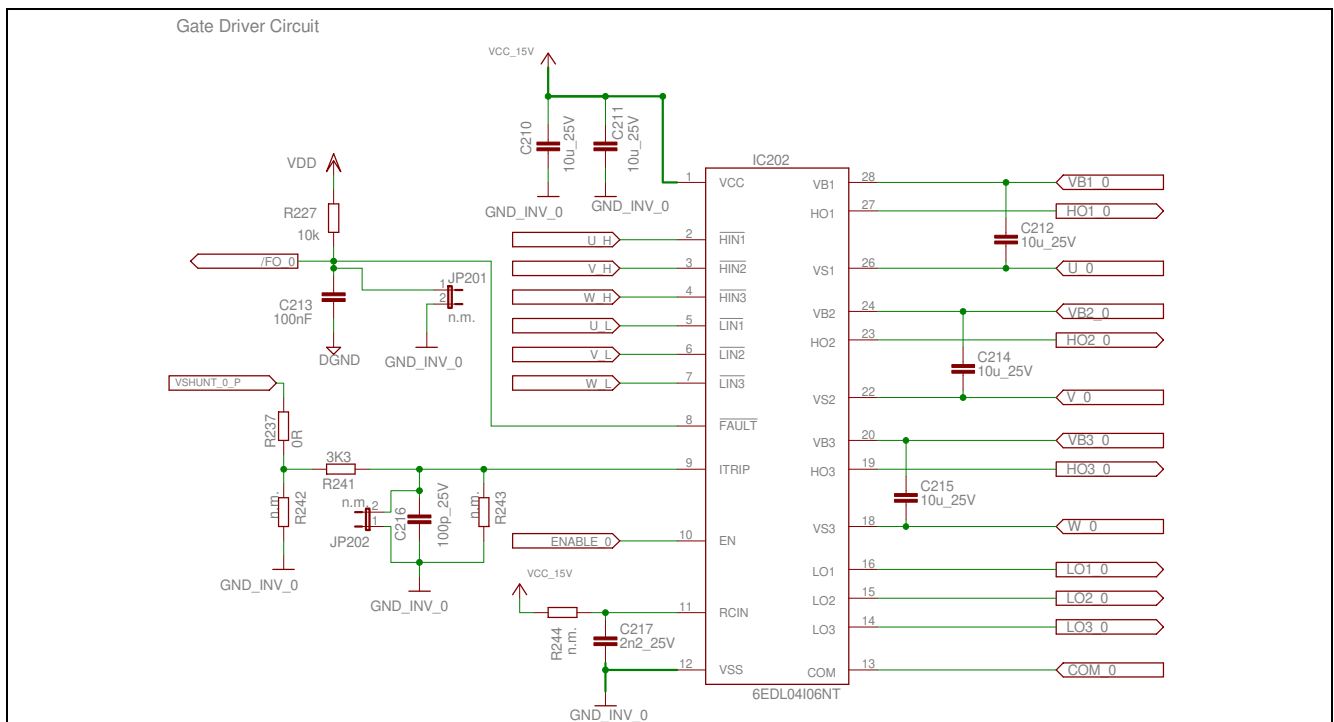 Gate Driver Circuit
VCC_15V
C210
10u_25V
C211
10u_25V
GND_INV_0
GND_INV_0
VDD
R227
10k
/FO_0
C213
100nF
DGND
JP201
1
2
n.m.
GND_INV_0
VSHUNT_0_P
R237
0R
3K3
R241
n.m.
R242
n.m.
2
1
JP202
C216
100p_25V
n.m.
R243
GND_INV_0
GND_INV_0
U_H
V_H
W_H
U_L
V_L
W_L
ENABLE_0
VCC_15V
R244
n.m.
C217
2n2_25V
GND_INV_0
IC202
1 VCC
2 HIN1
3 HIN2
4 HIN3
5 LIN1
6 LIN2
7 LIN3
8 FAULT
9 ITRIP
10 EN
11 RCIN
12 VSS
VB1 28
HO1 27
VS1 26
VB2 24
HO2 23
VS2 22
VB3 20
HO3 19
VS3 18
LO1 16
LO2 15
LO3 14
COM 13
6EDL04I06NT
VB1_0
HO1_0
C212
10u_25V
U_0
VB2_0
HO2_0
C214
10u_25V
V_0
VB3_0
HO3_0
C215
10u_25V
W_0
LO1_0
LO2_0
LO3_0
COM_0